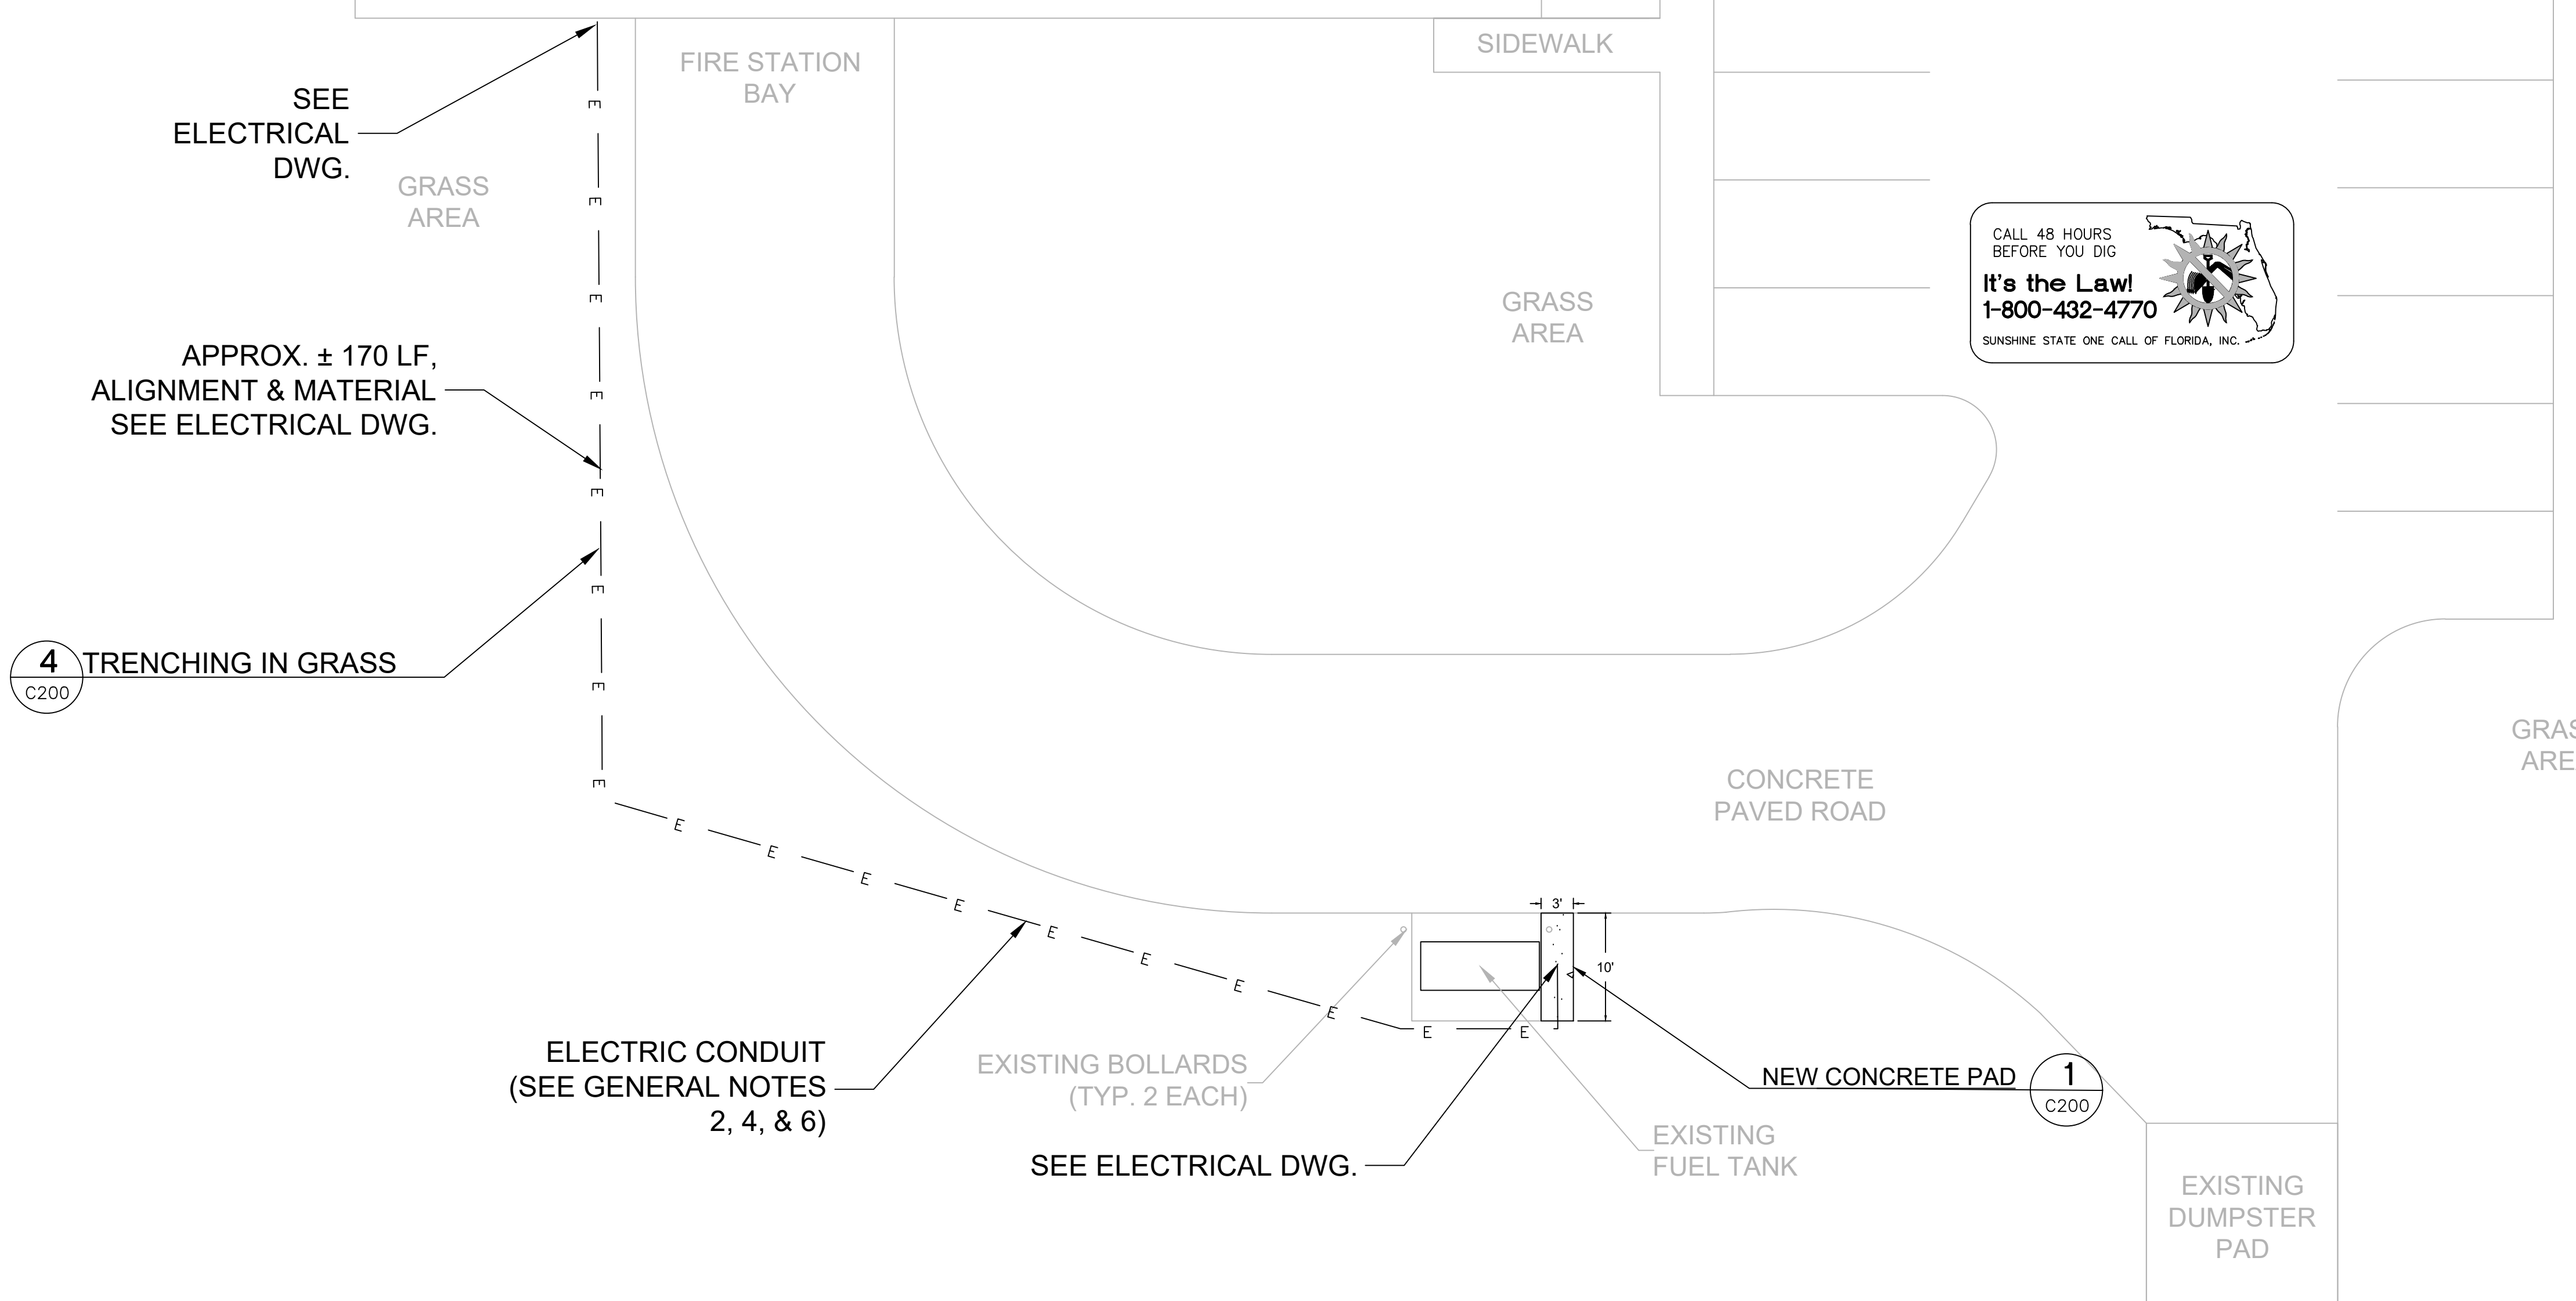 FIRE STATION
BAY
SIDEWALK
SEE
ELECTRICAL
DWG.
GRASS
AREA
CALL 48 HOURS
BEFORE YOU DIG
It's the Law!
1-800-432-4770
SUNSHINE STATE ONE CALL OF FLORIDA, INC.
GRASS
AREA
APPROX. ± 170 LF,
ALIGNMENT & MATERIAL
SEE ELECTRICAL DWG.
4
TRENCHING IN GRASS
C200
E
E
E
E
E
E
E
E
GRAS
ARE
CONCRETE
PAVED ROAD
E
E
E
E
E
E
E
E
E
E
3'
10'
ELECTRIC CONDUIT
(SEE GENERAL NOTES
2, 4, & 6)
EXISTING BOLLARDS
(TYP. 2 EACH)
NEW CONCRETE PAD
1
C200
SEE ELECTRICAL DWG.
EXISTING
FUEL TANK
EXISTING
DUMPSTER
PAD